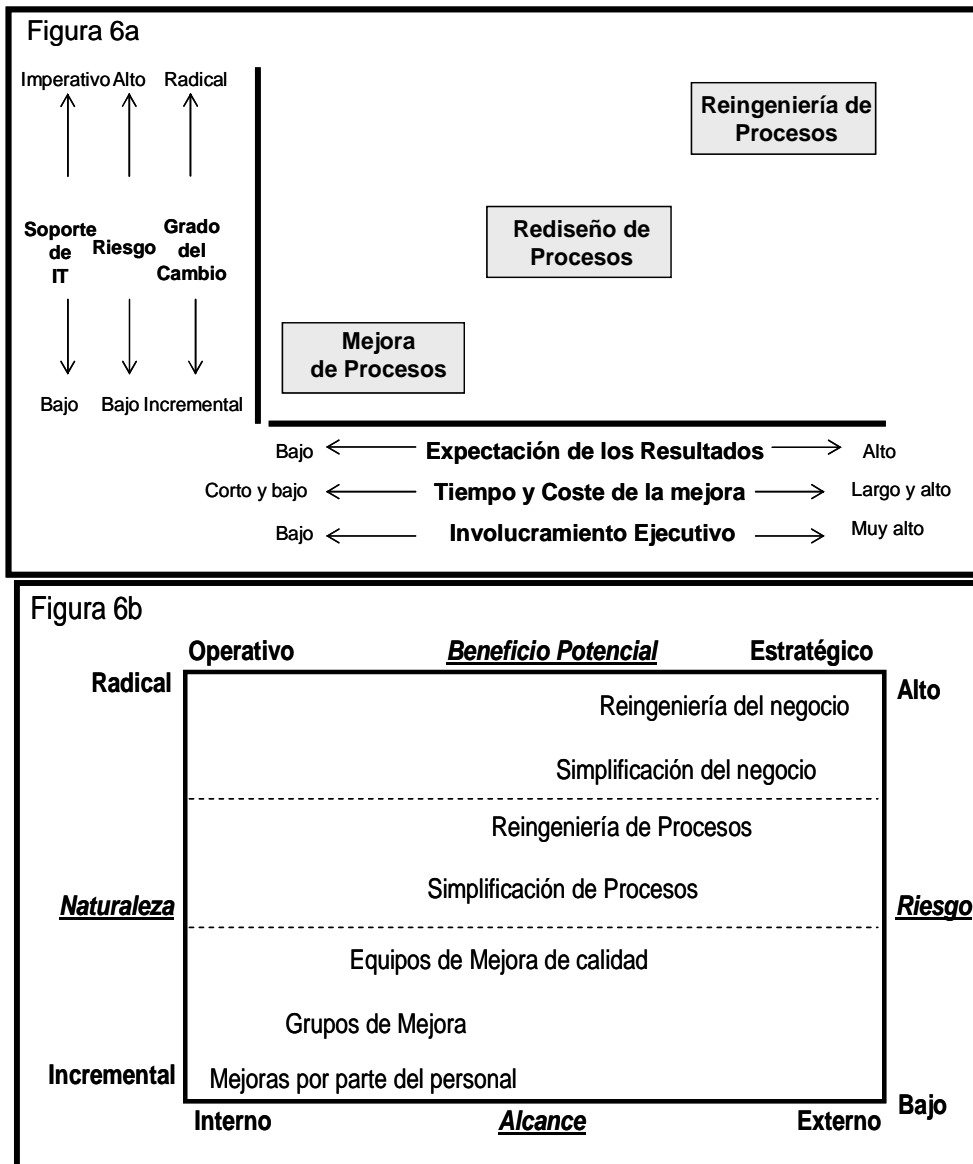 Figura 6a
Imperativo Alto Radical
Reingeniería de
Procesos
Soporte
de
IT
Riesgo
Grado
del
Cambio
Rediseño de
Procesos
Mejora
de Procesos
Bajo Bajo Incremental
Bajo Expectación de los Resultados Alto
Corto y bajo Tiempo y Coste de la mejora Largo y alto
Bajo Involucramiento Ejecutivo Muy alto
Figura 6b
Operativo Beneficio Potencial Estratégico
Radical Alto
Reingeniería del negocio
Simplificación del negocio
Reingeniería de Procesos
Simplificación de Procesos
Naturaleza Riesgo
Equipos de Mejora de calidad
Grupos de Mejora
Incremental Mejoras por parte del personal
Bajo
Interno Alcance Externo